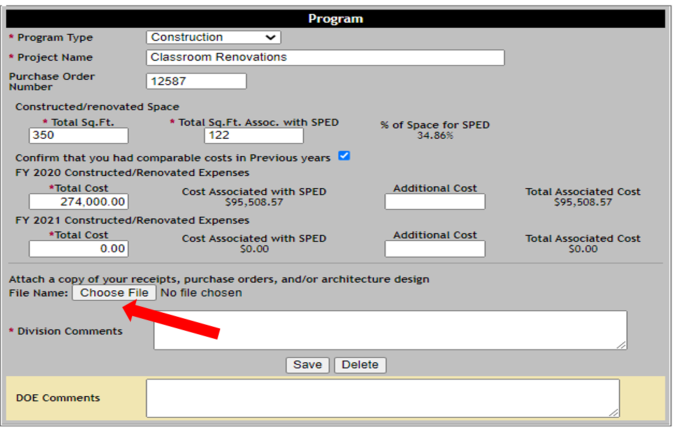 Program
* Program Type Construction
* Project Name Classroom Renovations
Purchase Order
Number 12587
Constructed/renovated Space
* Total Sq.Ft. * Total Sq.Ft. Assoc. with SPED % of Space for SPED
350 122 34.86%
Confirm that you had comparable costs in Previous years
FY 2020 Constructed/Renovated Expenses
*Total Cost Cost Associated with SPED Additional Cost Total Associated Cost
274,000.00 $95,508.57 $95,508.57
FY 2021 Constructed/Renovated Expenses
*Total Cost Cost Associated with SPED Additional Cost Total Associated Cost
0.00 $0.00 $0.00
Attach a copy of your receipts, purchase orders, and/or architecture design
File Name: Choose File No file chosen
* Division Comments
Save Delete
DOE Comments